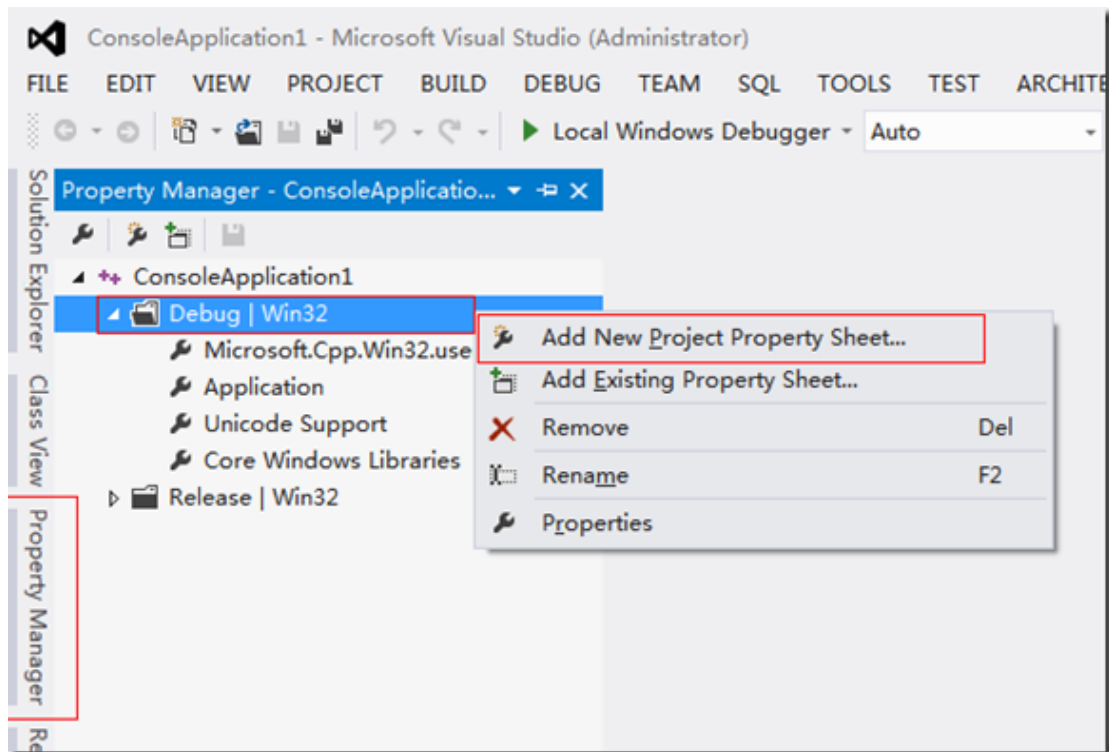 ConsoleApplication1 - Microsoft Visual Studio (Administrator)
FILE EDIT VIEW PROJECT BUILD DEBUG TEAM SQL TOOLS TEST ARCHITE
Local Windows Debugger Auto
Solution Explorer
Class View
Property Manager
Re
Property Manager - ConsoleApplicatio...
ConsoleApplication1
Debug | Win32
Microsoft.Cpp.Win32.use
Application
Unicode Support
Core Windows Libraries
Release | Win32
Add New Project Property Sheet...
Add Existing Property Sheet...
Remove Del
Rename F2
Properties